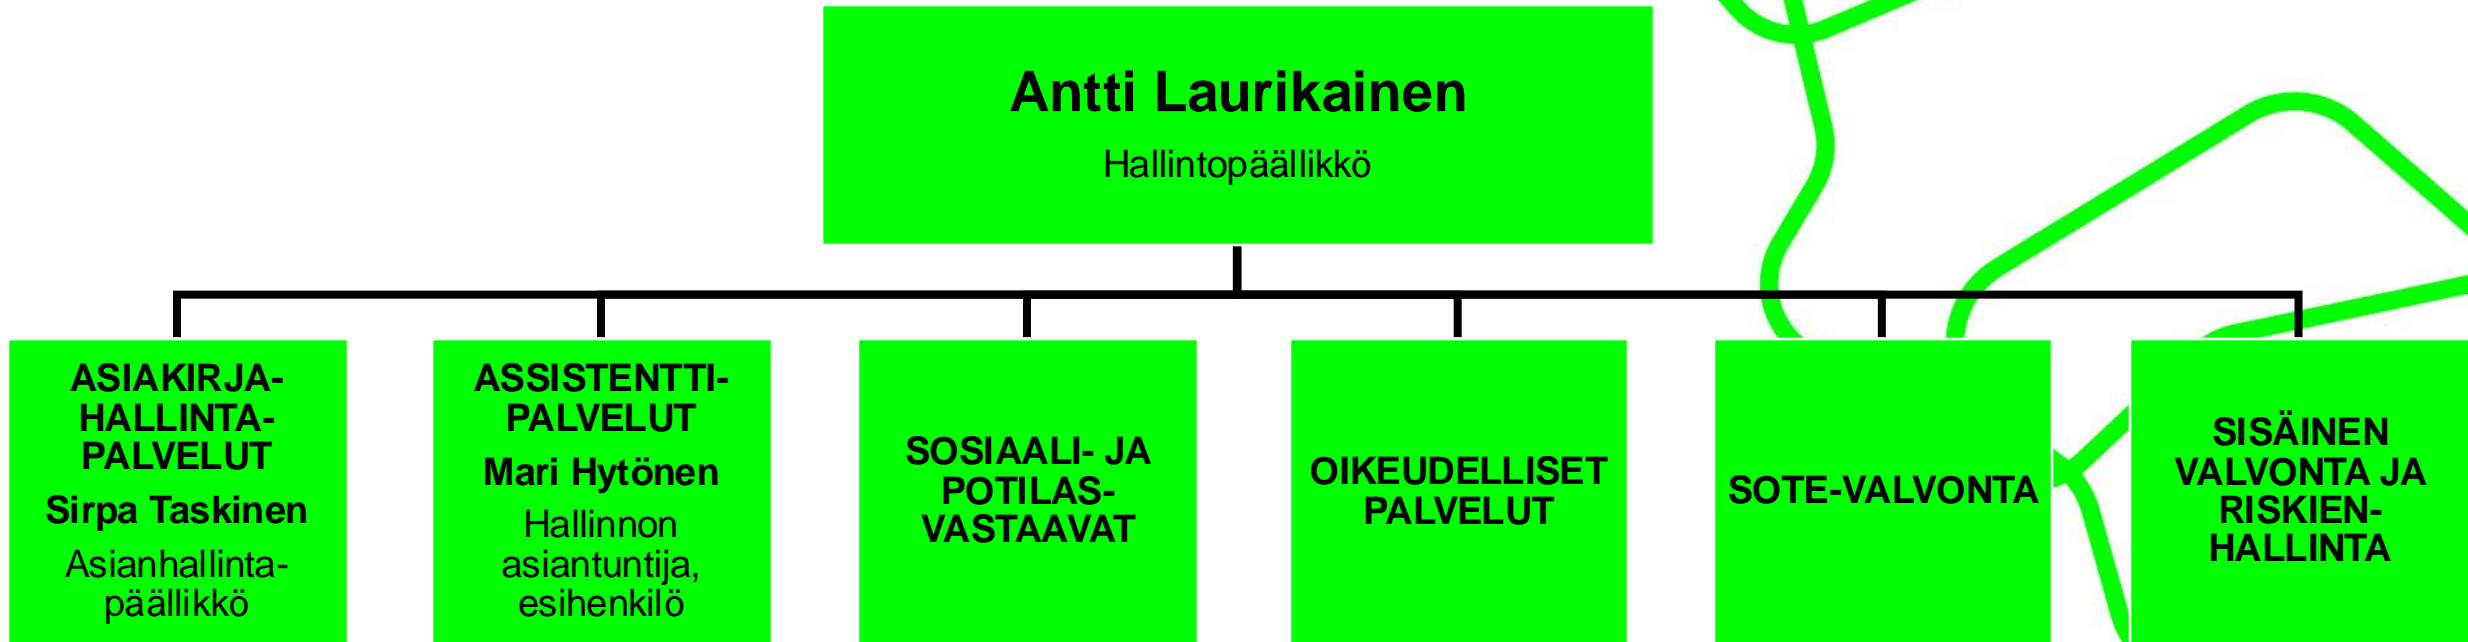 Antti Laurikainen
Hallintopäällikkö
ASIAKIRJA-
HALLINTA-
PALVELUT
Sirpa Taskinen
Asianhallinta-
päällikkö
ASSISTENTTI-
PALVELUT
Mari Hytönen
Hallinnon
asiantuntija,
esihenkilö
SOSIAALI- JA
POTILAS-
VASTAAVAT
OIKEUDELLISET
PALVELUT
SOTE-VALVONTA
SISÄINEN
VALVONTA JA
RISKIEN-
HALLINTA